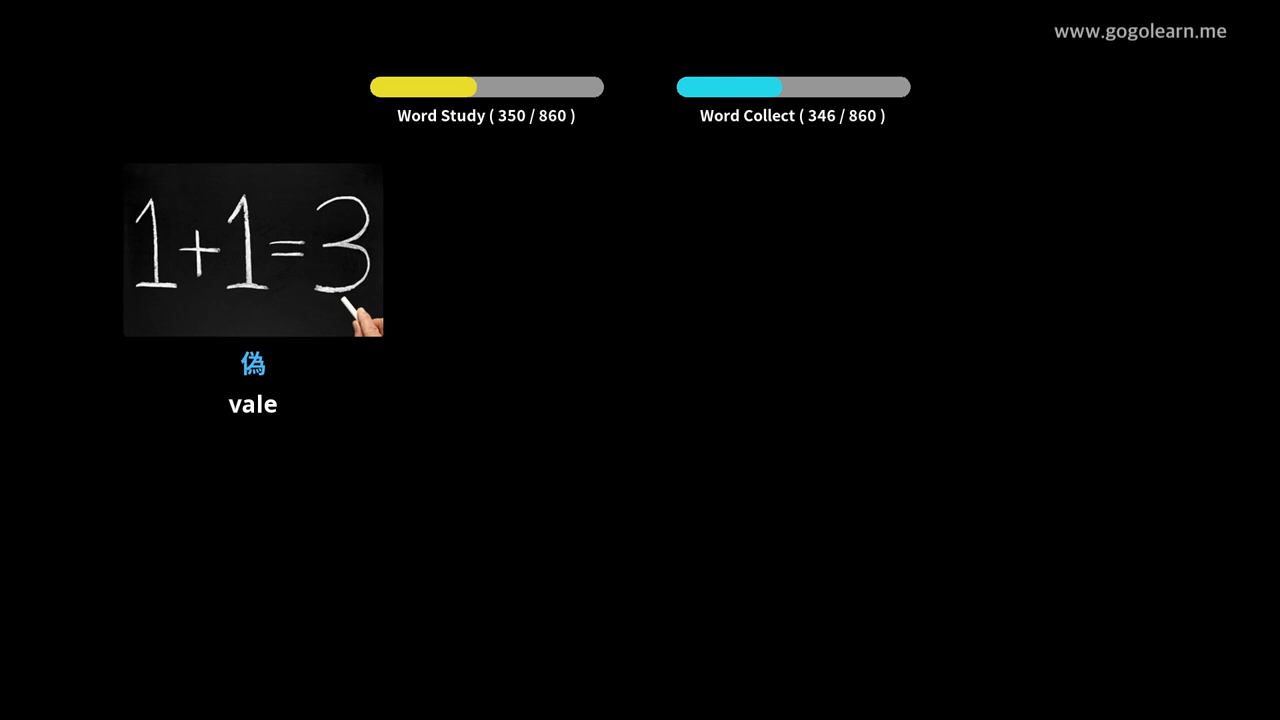 www.gogolearn.me
Word Study ( 350 / 860 )
Word Collect ( 346 / 860 )
1+1=3
偽
vale